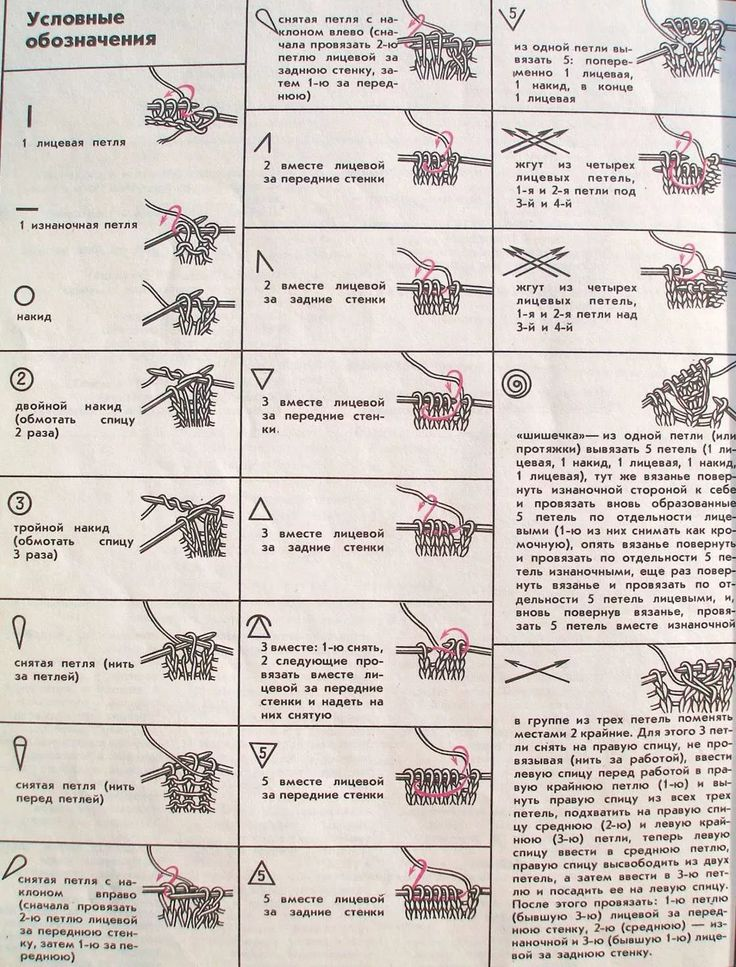 Условные
обозначения
1 лицевая петля
1 изнаночная петля
накид
2
двойной накид
(обмотать спицу
2 раза)
3
тройной накид
(обмотать спицу
3 раза)
снятая петля (нить
за петлей)
снятая петля (нить
перед петлей)
снятая петля с на-
клоном вправо
(сначала провязать
2-ю петлю лицевой
за переднюю стен-
ку, затем 1-ю за пе-
реднюю)
снятая петля с на-
клоном влево (сна-
чала провязать 2-ю
петлю лицевой за
заднюю стенку, за-
тем 1-ю за перед-
нюю)
2 вместе лицевой
за передние стенки
2 вместе лицевой
за задние стенки
3 вместе лицевой
за передние стен-
ки.
3 вместе лицевой
за задние стенки
3 вместе: 1-ю снять,
2 следующие про-
вязать вместе ли-
цевой за передние
стенки и надеть на
них снятую
5
5 вместе лицевой
за передние стенки
5
5 вместе лицевой
за задние стенки
5
из одной петли вы-
вязать 5: попере-
менно 1 лицевая,
1 накид, в конце
1 лицевая
жгут из четырех
лицевых петель,
1-я и 2-я петли под
3-й и 4-й
жгут из четырех
лицевых петель,
1-я и 2-я петли над
3-й и 4-й
«шишечка»— из одной петли (или
протяжки) вывязать 5 петель (1 ли-
цевая, 1 накид, 1 лицевая, 1 накид,
1 лицевая), тут же вязанье повер-
нуть изнаночной стороной к себе
и провязать вновь образованные
5 петель по отдельности лице-
выми (1-ю из них снимать как кро-
мочную), опять вязанье повернуть
и провязать по отдельности 5 пе-
тель изнаночными, еще раз повер-
нуть вязанье и провязать по от-
дельности 5 петель лицевыми, и,
вновь повернув вязанье, провя-
зать 5 петель вместе изнаночной
в группе из трех петель поменять
местами 2 крайние. Для этого 3 пет-
ли снять на правую спицу, не про-
вязывая (нить за работой), ввести
левую спицу перед работой в пра-
вую крайнюю петлю (1-ю) и вы-
нуть правую спицу из всех трех
петель, подхватить на правую спи-
цу среднюю (2-ю) и левую край-
нюю (3-ю) петли, теперь левую
спицу ввести в среднюю петлю,
правую спицу высвободить из двух
петель, а затем ввести в 3-ю пет-
лю и посадить ее на левую спицу.
После этого провязать: 1-ю петлю
(бывшую 3-ю) лицевой за перед-
нюю стенку, 2-ю (среднюю) — из-
наночной и 3-ю (бывшую 1-ю) лице-
вой за заднюю стенку.